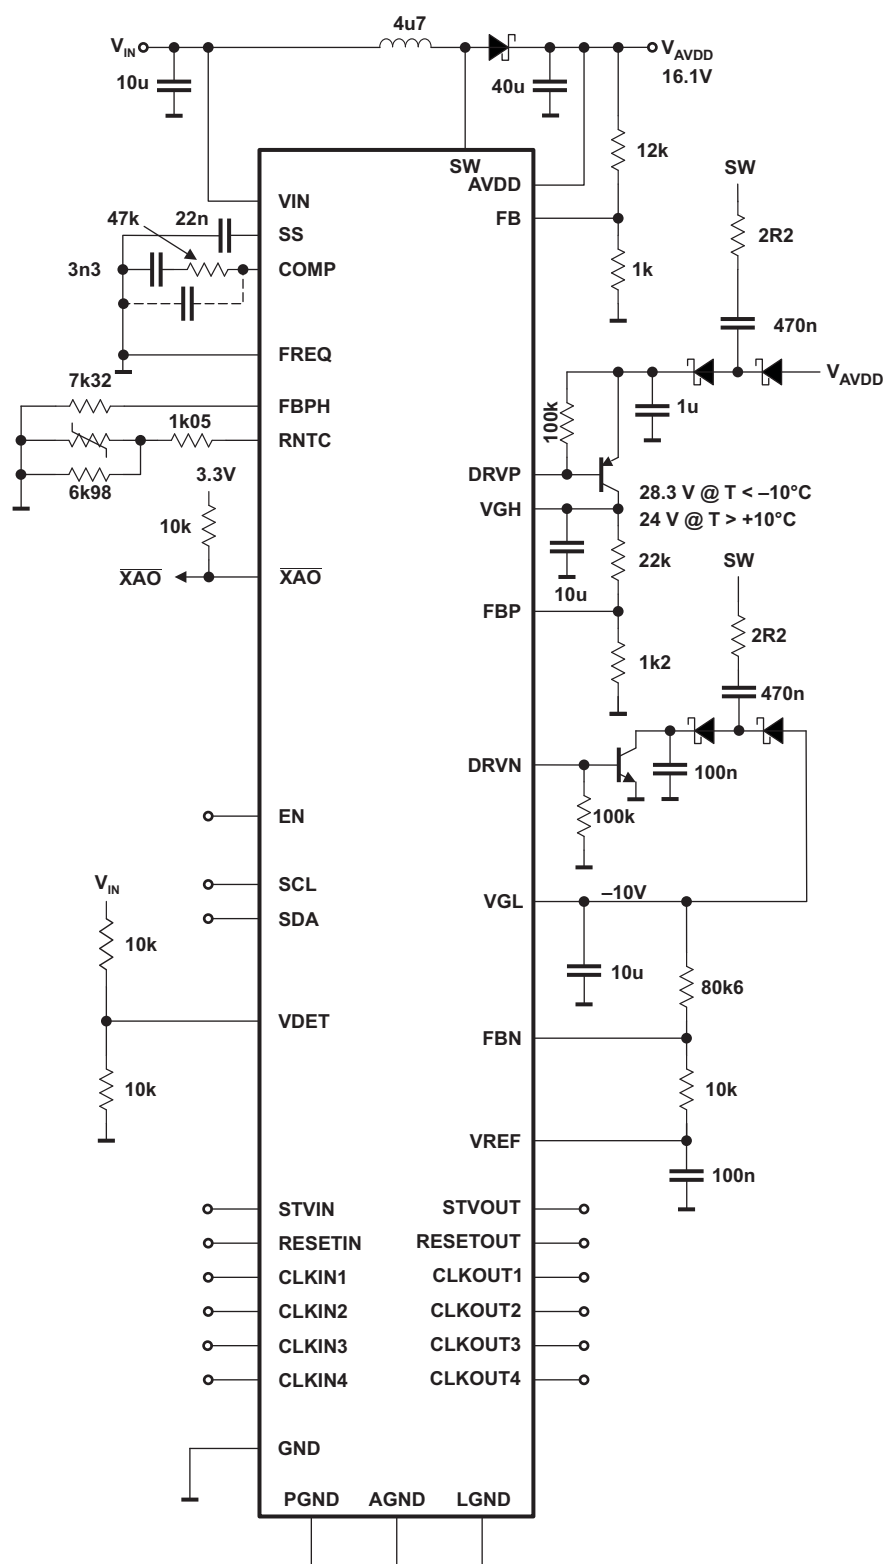 4u7
V_IN
V_AVDD
16.1V
10u
40u
12k
SW
SW
AVDD
VIN
FB
2R2
47k
22n
SS
3n3
COMP
1k
470n
FREQ
V_AVDD
7k32
FBPH
1u
1k05
100k
RNTC
DRVP
3.3V
6k98
28.3 V @ T < –10°C
VGH
24 V @ T > +10°C
10k
SW
22k
XAO
XAO
10u
FBP
2R2
1k2
470n
DRVN
100n
EN
100k
V_IN
SCL
VGL
–10V
SDA
10k
10u
80k6
VDET
FBN
10k
10k
VREF
100n
STVIN
STVOUT
RESETIN
RESETOUT
CLKIN1
CLKOUT1
CLKIN2
CLKOUT2
CLKIN3
CLKOUT3
CLKIN4
CLKOUT4
GND
PGND
AGND
LGND